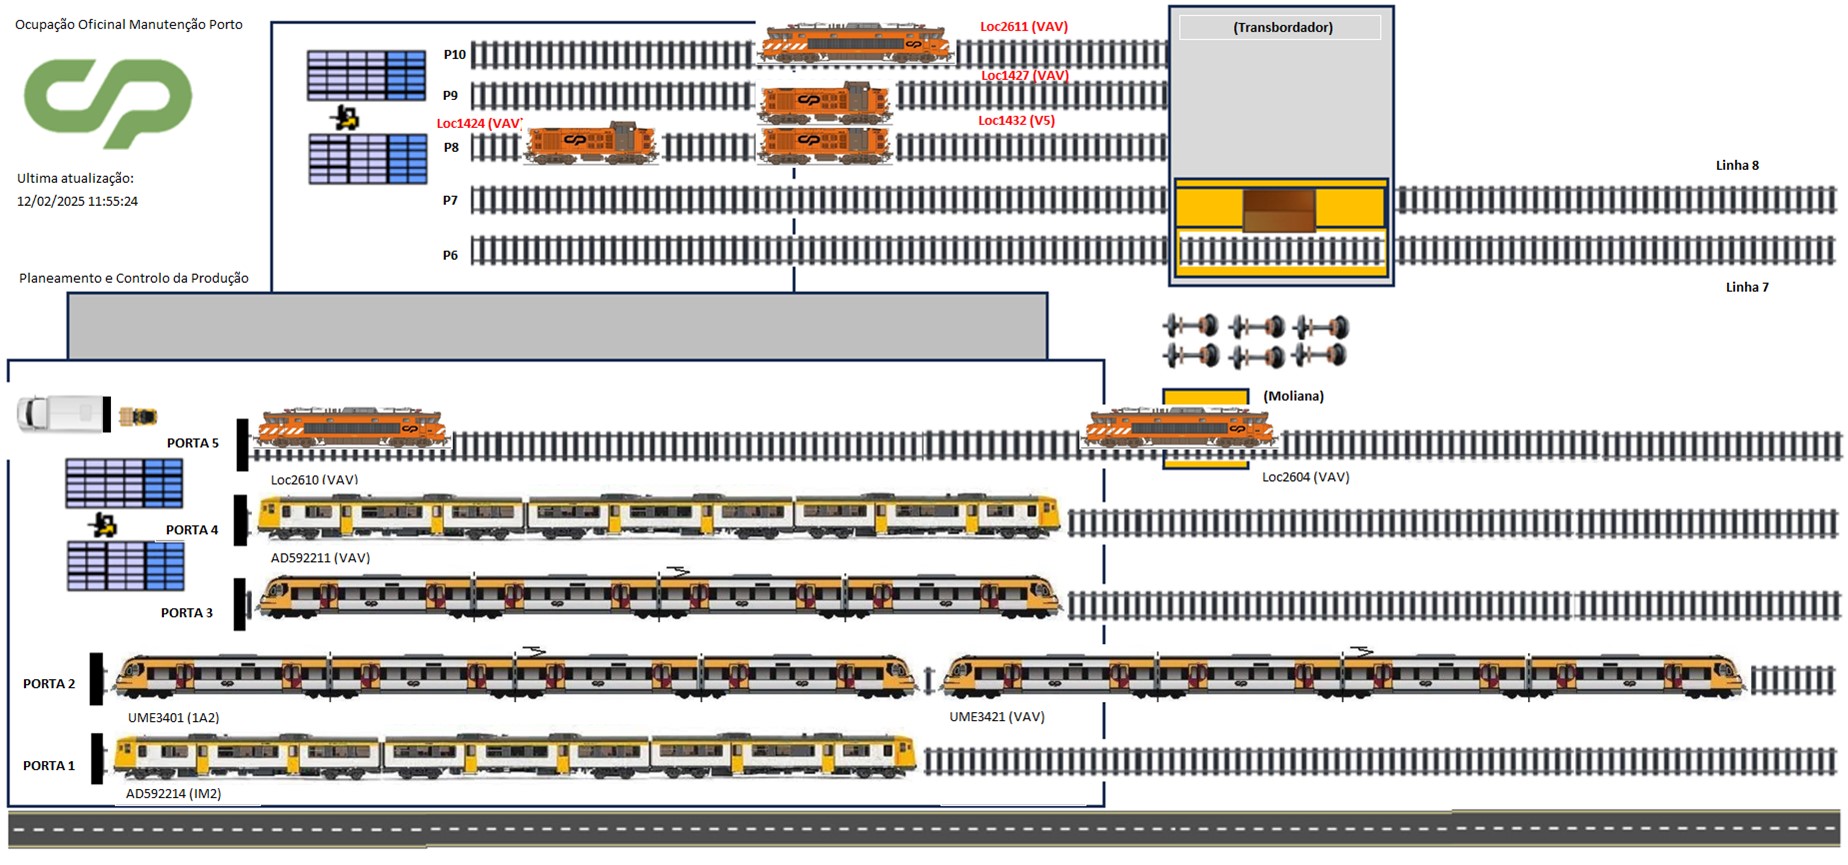 Ocupação Oficinal Manutenção Porto
CP
Ultima atualização:
12/02/2025 11:55:24
Planeamento e Controlo da Produção
P10
Loc2611 (VAV)
(Transbordador)
P9
Loc1427 (VAV)
Loc1424 (VAV)
Loc1432 (V5)
P8
P7
Linha 8
P6
Linha 7
(Moliana)
PORTA 5
Loc2610 (VAV)
Loc2604 (VAV)
PORTA 4
AD592211 (VAV)
PORTA 3
PORTA 2
UME3401 (1A2)
UME3421 (VAV)
PORTA 1
AD592214 (IM2)